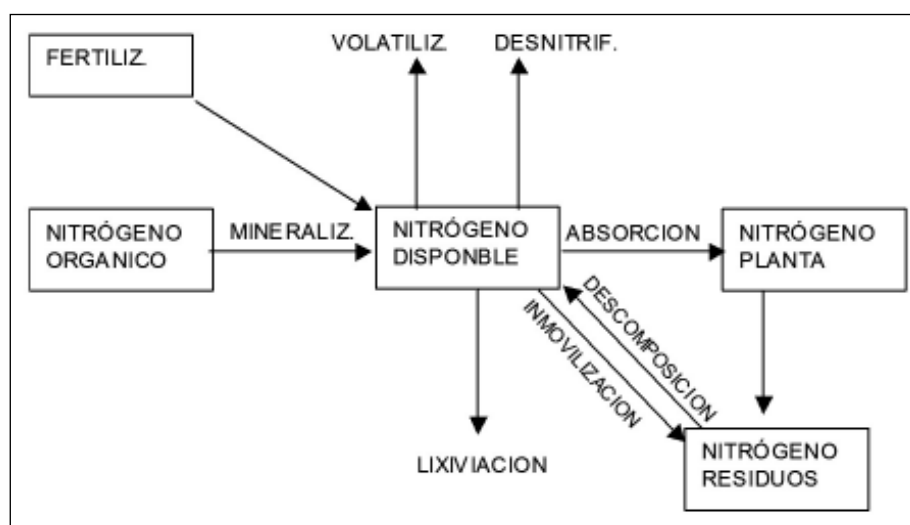 VOLATILIZ. DESNITRIF.
FERTILIZ.
NITRÓGENO
ORGANICO
MINERALIZ.
NITRÓGENO
DISPONBLE
ABSORCION
NITRÓGENO
PLANTA
DESCOMPOSICION
INMOVILIZACION
LIXIVIACION
NITRÓGENO
RESIDUOS